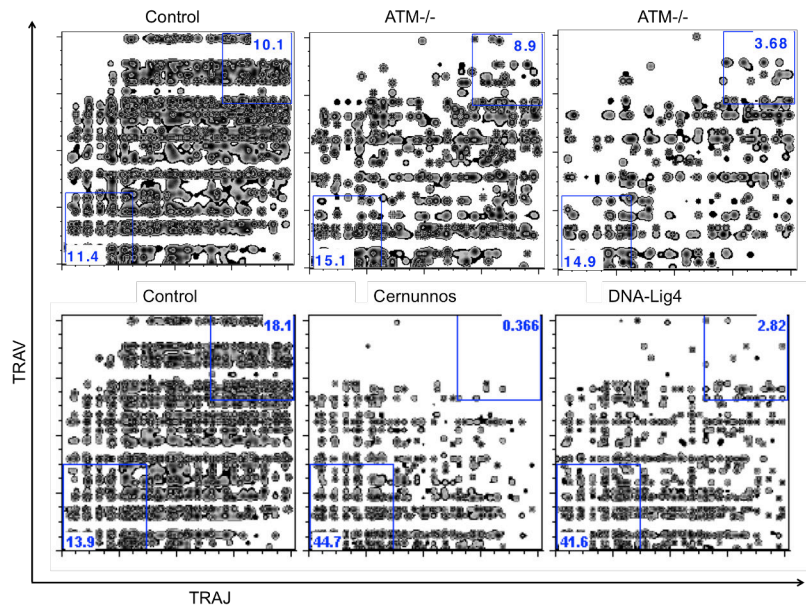 Control ATM-/- ATM-/-
10.1 8.9 3.68
11.4 15.1 14.9
Control Cernunnos DNA-Lig4
18.1 0.366 2.82
13.9 44.7 41.6
TRAV
TRAJ